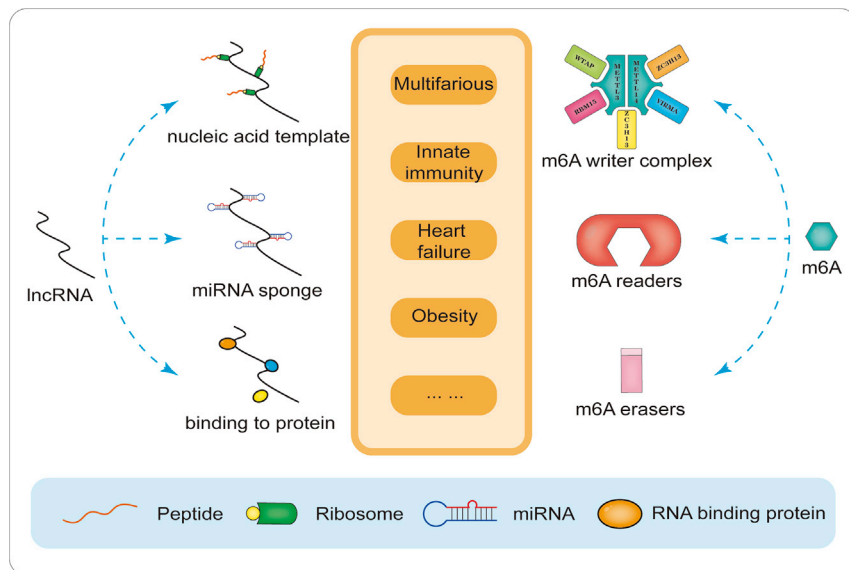 nucleic acid template
lncRNA
miRNA sponge
binding to protein
Multifarious
Innate
immunity
Heart
failure
Obesity
... ...
WTAP
RBM15
METTL3
METTL14
ZC3H13
VIRMA
ZC3H13
m6A writer complex
m6A readers
m6A
m6A erasers
Peptide
Ribosome
miRNA
RNA binding protein